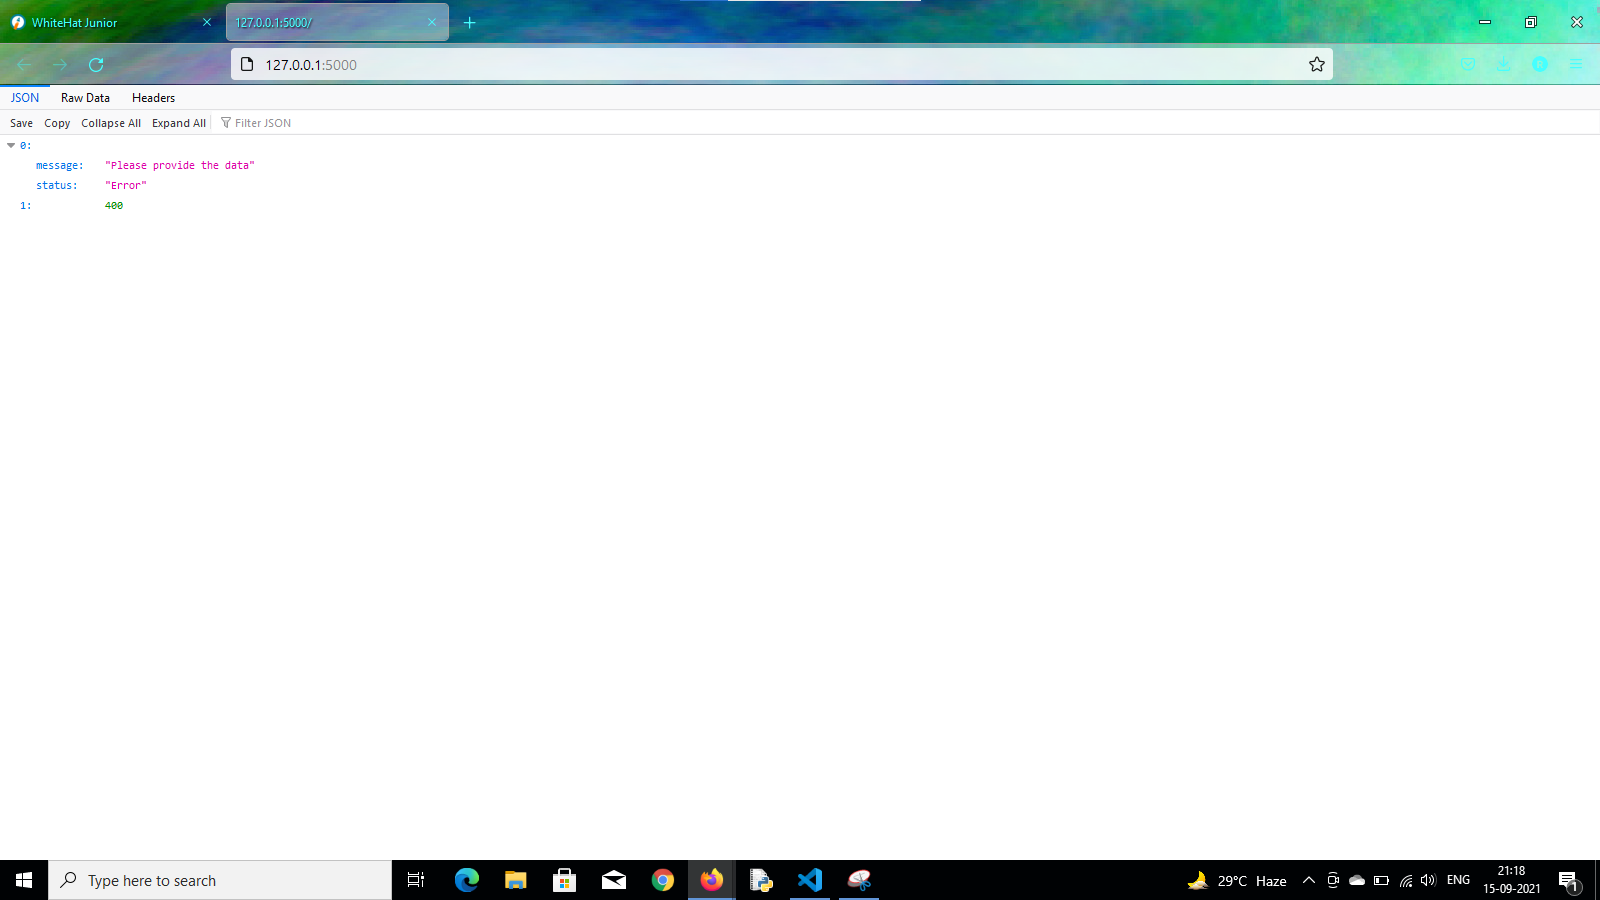 WhiteHat Junior
127.0.0.1:5000/
127.0.0.1:5000
JSON Raw Data Headers
Save Copy Collapse All Expand All Filter JSON
0:
message: "Please provide the data"
status: "Error"
1: 400
Type here to search
29°C Haze
ENG
21:18
15-09-2021
1